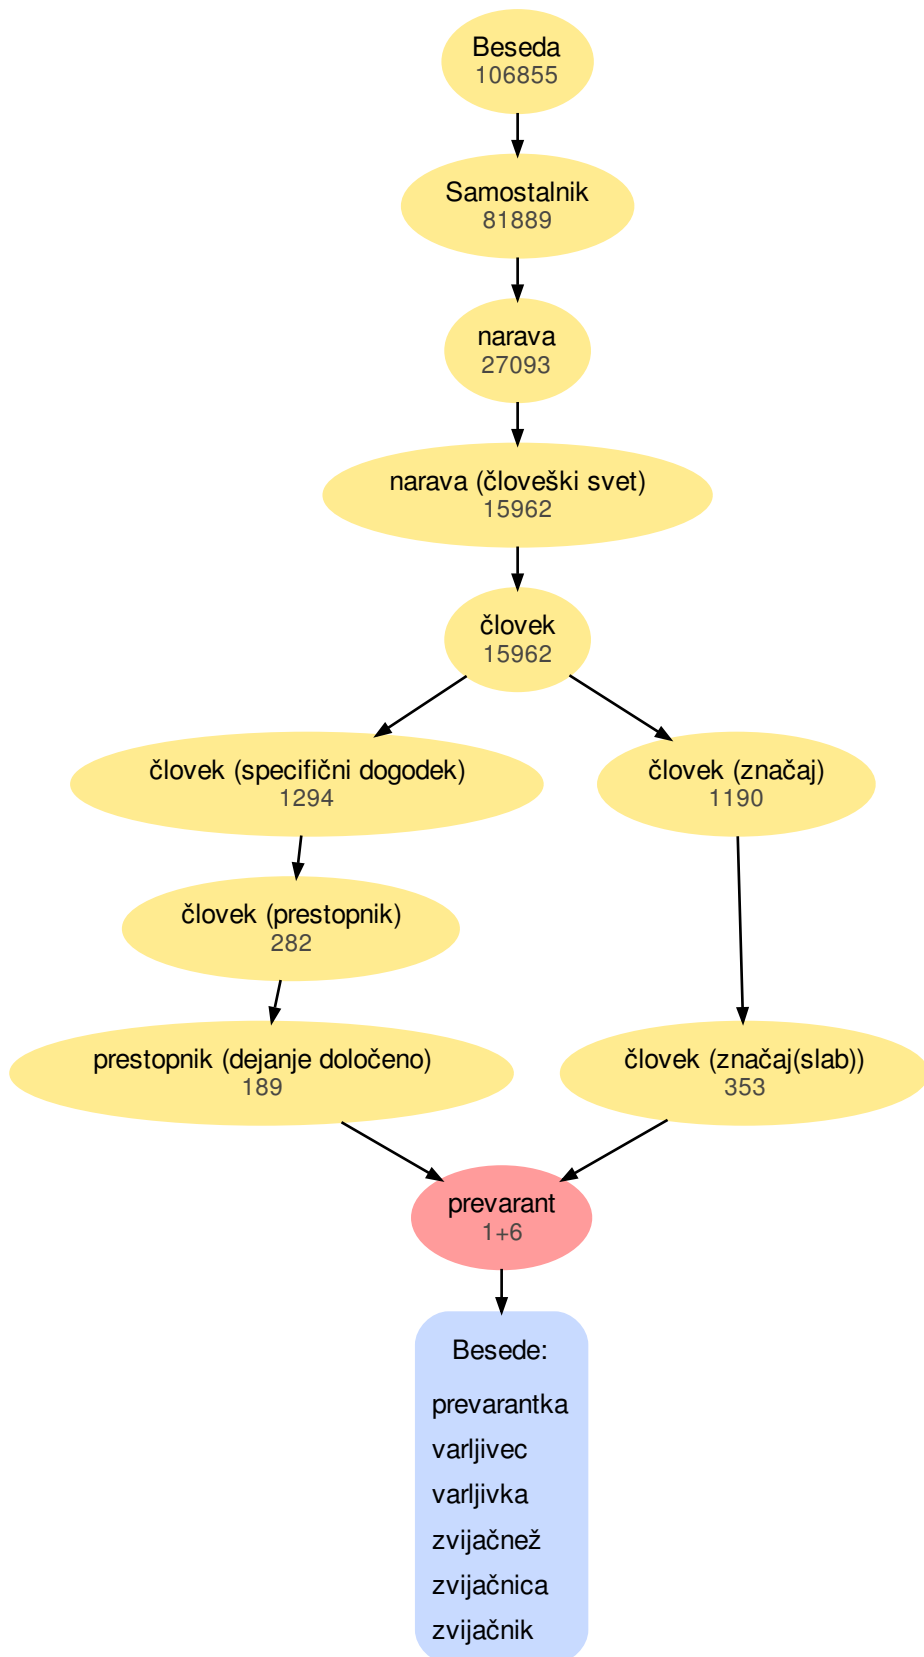 Beseda
106855
Samostalnik
81889
narava
27093
narava (človeški svet)
15962
človek
15962
človek (specifični dogodek)
1294
človek (značaj)
1190
človek (prestopnik)
282
prestopnik (dejanje določeno)
189
človek (značaj(slab))
353
prevarant
1+6
Besede:
prevarantka
varljivec
varljivka
zvijačnež
zvijačnica
zvijačnik